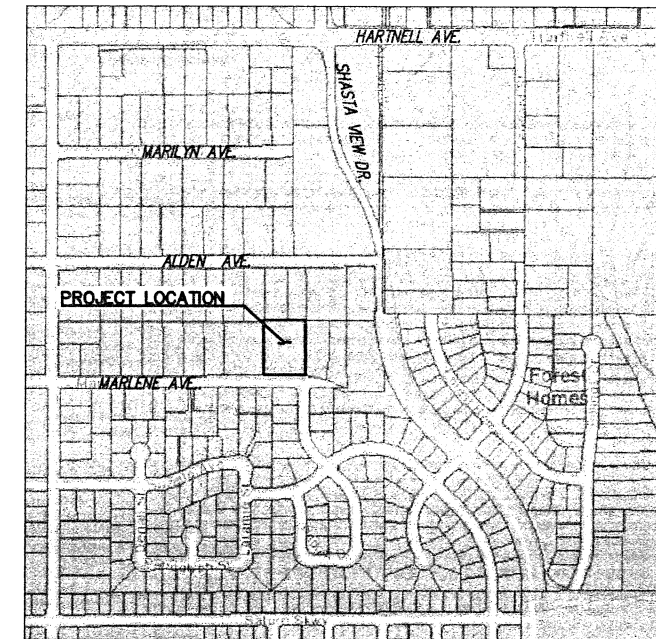 HARTNELL AVE.
SHASTA VIEW DR.
MARILYN AVE.
ALDEN AVE.
PROJECT LOCATION
MARLENE AVE.
Forest
Homes